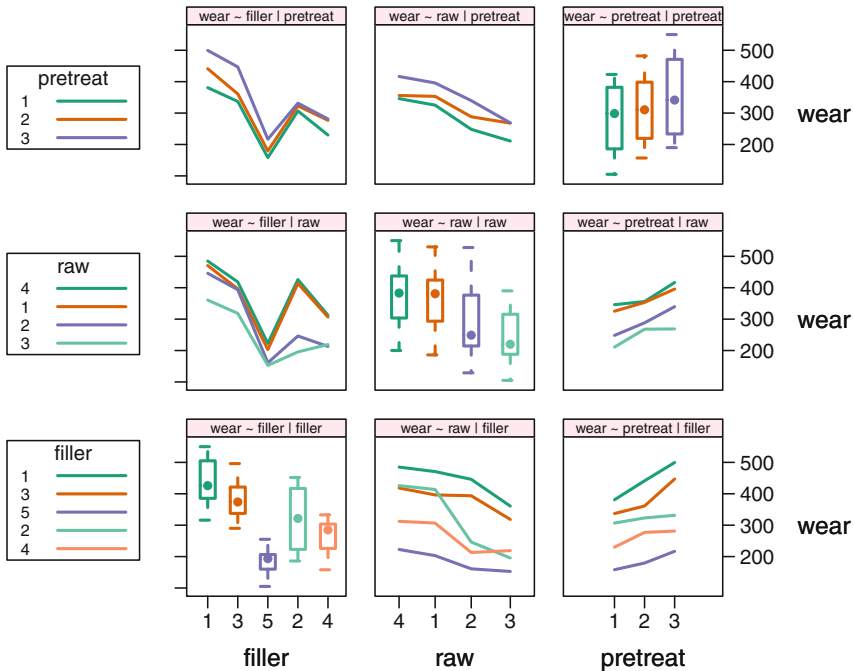 wear ~ filler | pretreat
wear ~ raw | pretreat
wear ~ pretreat | pretreat
pretreat
1
2
3
500
400
300
200
wear
wear ~ filler | raw
wear ~ raw | raw
wear ~ pretreat | raw
raw
4
1
2
3
500
400
300
200
wear
wear ~ filler | filler
wear ~ raw | filler
wear ~ pretreat | filler
filler
1
3
5
2
4
500
400
300
200
wear
1 3 5 2 4
4 1 2 3
1 2 3
filler
raw
pretreat